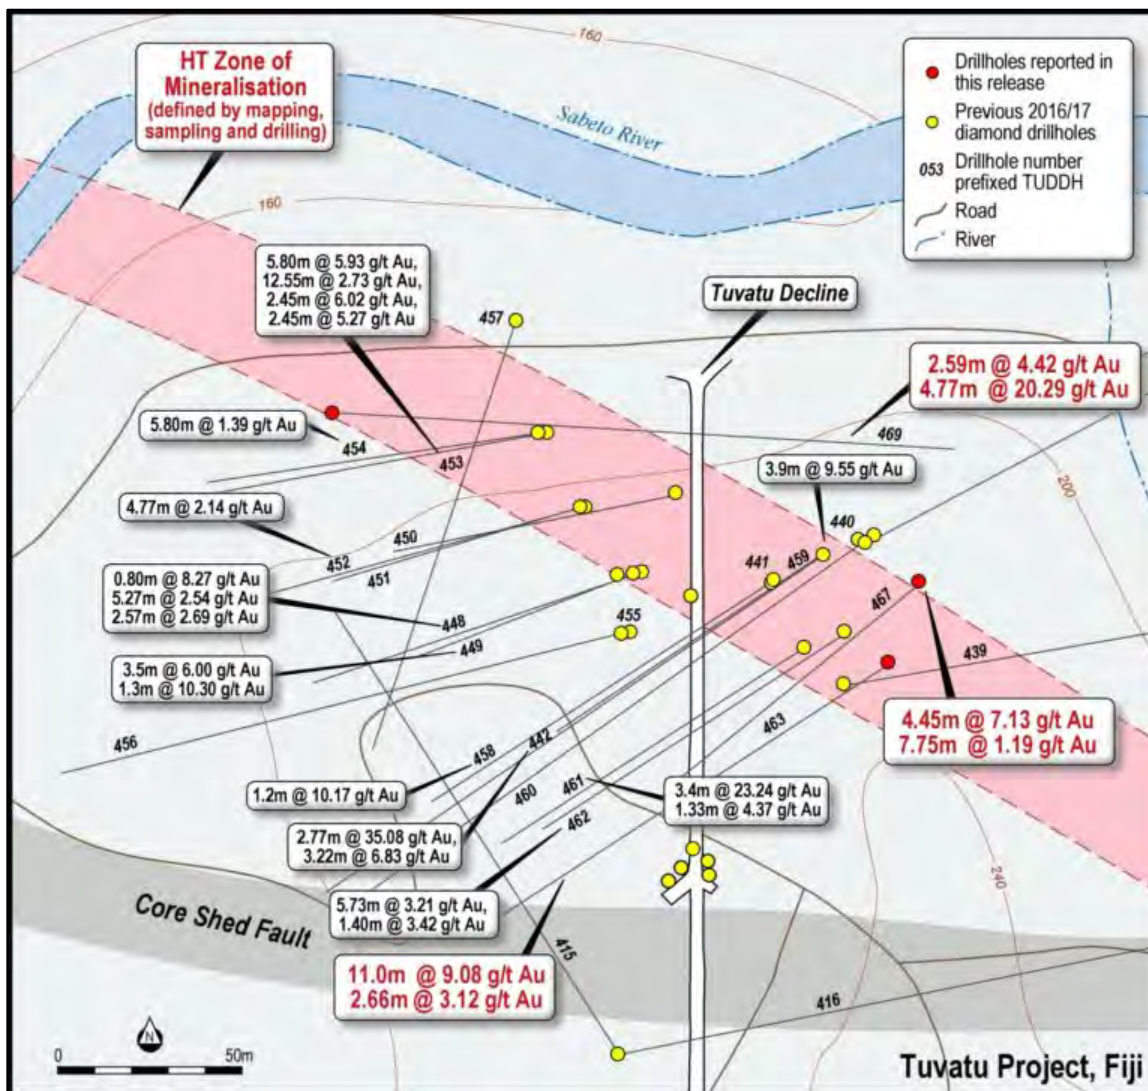 160
HT Zone of
Mineralisation
(defined by mapping,
sampling and drilling)
Sabeto River
Drillholes reported in
this release
Previous 2016/17
diamond drillholes
053 Drillhole number
prefixed TUDDH
Road
River
160
5.80m @ 5.93 g/t Au,
12.55m @ 2.73 g/t Au,
2.45m @ 6.02 g/t Au,
2.45m @ 5.27 g/t Au
457
Tuvatu Decline
2.59m @ 4.42 g/t Au
4.77m @ 20.29 g/t Au
5.80m @ 1.39 g/t Au
454
453
469
3.9m @ 9.55 g/t Au
200
4.77m @ 2.14 g/t Au
450
452
451
440
441
459
467
0.80m @ 8.27 g/t Au
5.27m @ 2.54 g/t Au
2.57m @ 2.69 g/t Au
448
449
455
439
3.5m @ 6.00 g/t Au
1.3m @ 10.30 g/t Au
4.45m @ 7.13 g/t Au
7.75m @ 1.19 g/t Au
456
458
442
463
460
461
462
1.2m @ 10.17 g/t Au
3.4m @ 23.24 g/t Au
1.33m @ 4.37 g/t Au
2.77m @ 35.08 g/t Au,
3.22m @ 6.83 g/t Au
240
5.73m @ 3.21 g/t Au,
1.40m @ 3.42 g/t Au
Core Shed Fault
415
11.0m @ 9.08 g/t Au
2.66m @ 3.12 g/t Au
416
N
0 50m
Tuvatu Project, Fiji